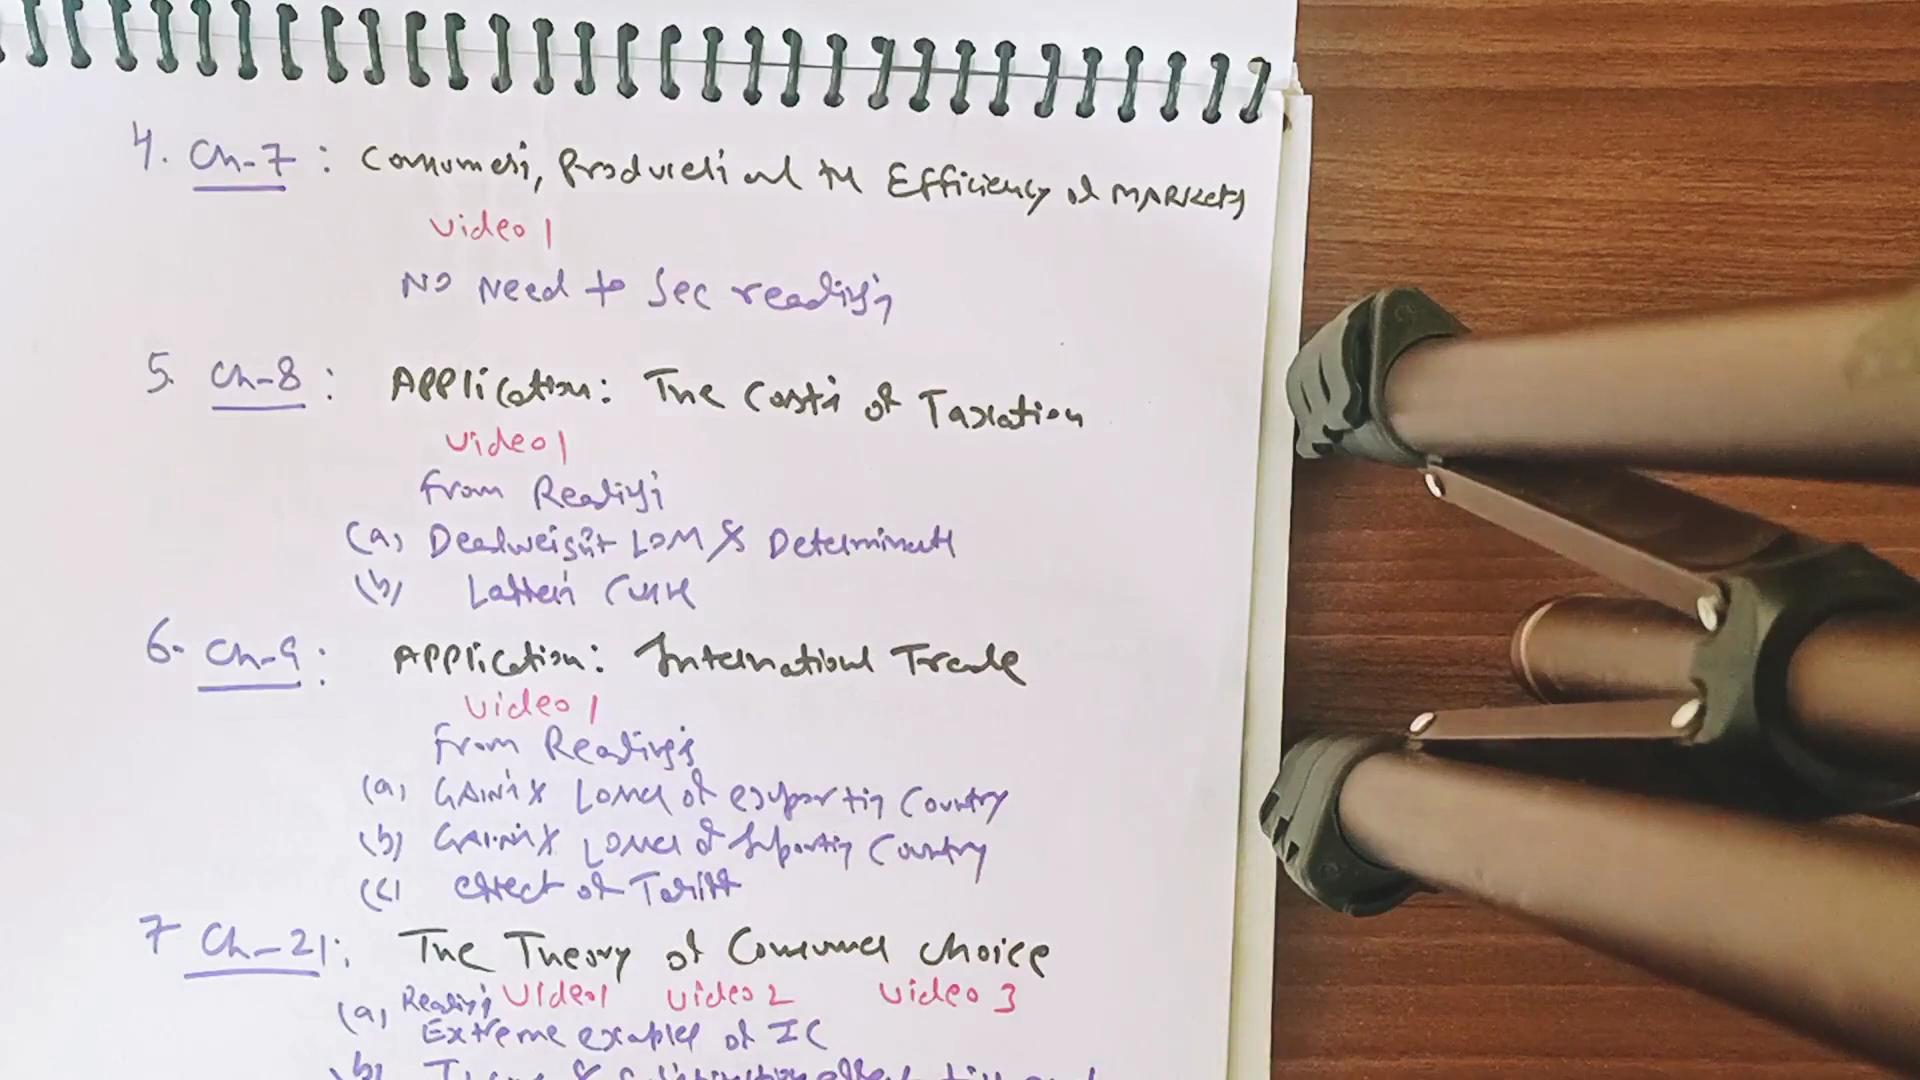 4. Ch-7 : Consumers, Producers and the Efficiency of MARKETS
Video 1
No Need to See readings
5. Ch-8 : Application: The Costs of Taxation
Video 1
From Readings
(a) Deadweight Loss & Determinants
(b) Laffer Curve
6. Ch-9 : Application: International Trade
Video 1
From Readings
(a) Gains & Losses of exporting Country
(b) Gains & Losses of Importing Country
(c) effect of Tariff
7 Ch-21: The Theory of Consumer choice
Readings Video 1 Video 2 Video 3
(a) Extreme examples of IC
(b)